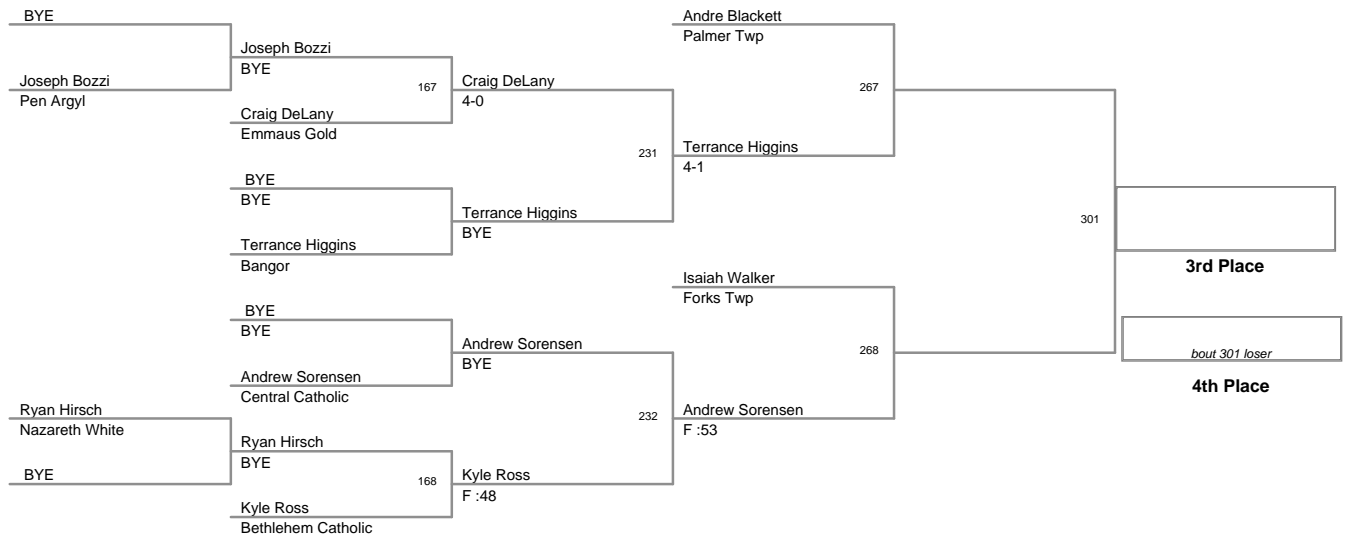 BYE
Joseph Bozzi
Pen Argyl
Joseph Bozzi
BYE
Craig DeLany
Emmaus Gold
167
Craig DeLany
4-0
BYE
BYE
Terrance Higgins
Bangor
Terrance Higgins
BYE
231
Andre Blackett
Palmer Twp
Terrance Higgins
4-1
267
BYE
BYE
Andrew Sorensen
Central Catholic
Andrew Sorensen
BYE
Ryan Hirsch
Nazareth White
BYE
Ryan Hirsch
BYE
Kyle Ross
Bethlehem Catholic
168
Kyle Ross
F :48
232
Isaiah Walker
Forks Twp
Andrew Sorensen
F :53
268
301
3rd Place
bout 301 loser
4th Place